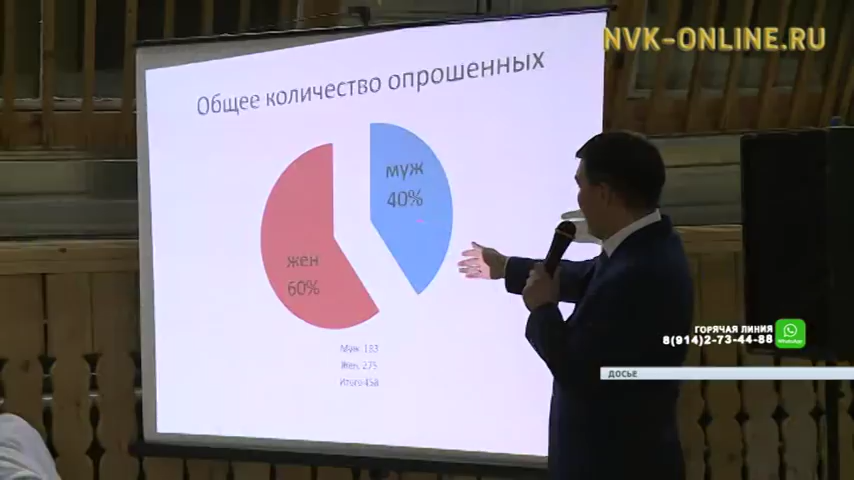 NVK-ONLINE.RU
Общее количество опрошенных
муж
40%
жен
60%
Муж. 183
Жен. 275
Итого 458
ГОРЯЧАЯ ЛИНИЯ
8(914)2-73-44-88
WhatsApp
ДОСЬЕ